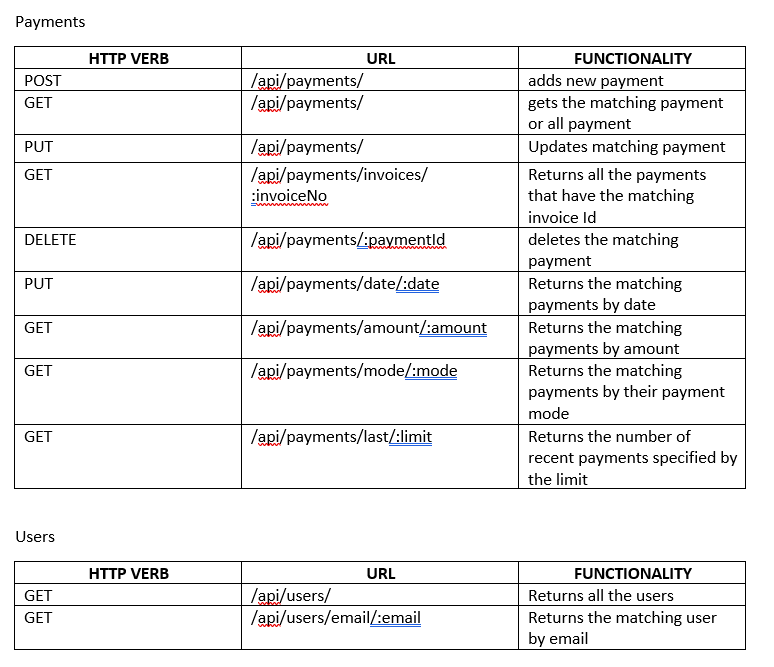 Payments
HTTP VERB URL FUNCTIONALITY
POST /api/payments/ adds new payment
GET /api/payments/ gets the matching payment
or all payment
PUT /api/payments/ Updates matching payment
GET /api/payments/invoices/ Returns all the payments
:invoiceNo that have the matching
invoice Id
DELETE /api/payments/:paymentId deletes the matching
payment
PUT /api/payments/date/:date Returns the matching
payments by date
GET /api/payments/amount/:amount Returns the matching
payments by amount
GET /api/payments/mode/:mode Returns the matching
payments by their payment
mode
GET /api/payments/last/:limit Returns the number of
recent payments specified by
the limit
Users
HTTP VERB URL FUNCTIONALITY
GET /api/users/ Returns all the users
GET /api/users/email/:email Returns the matching user
by email